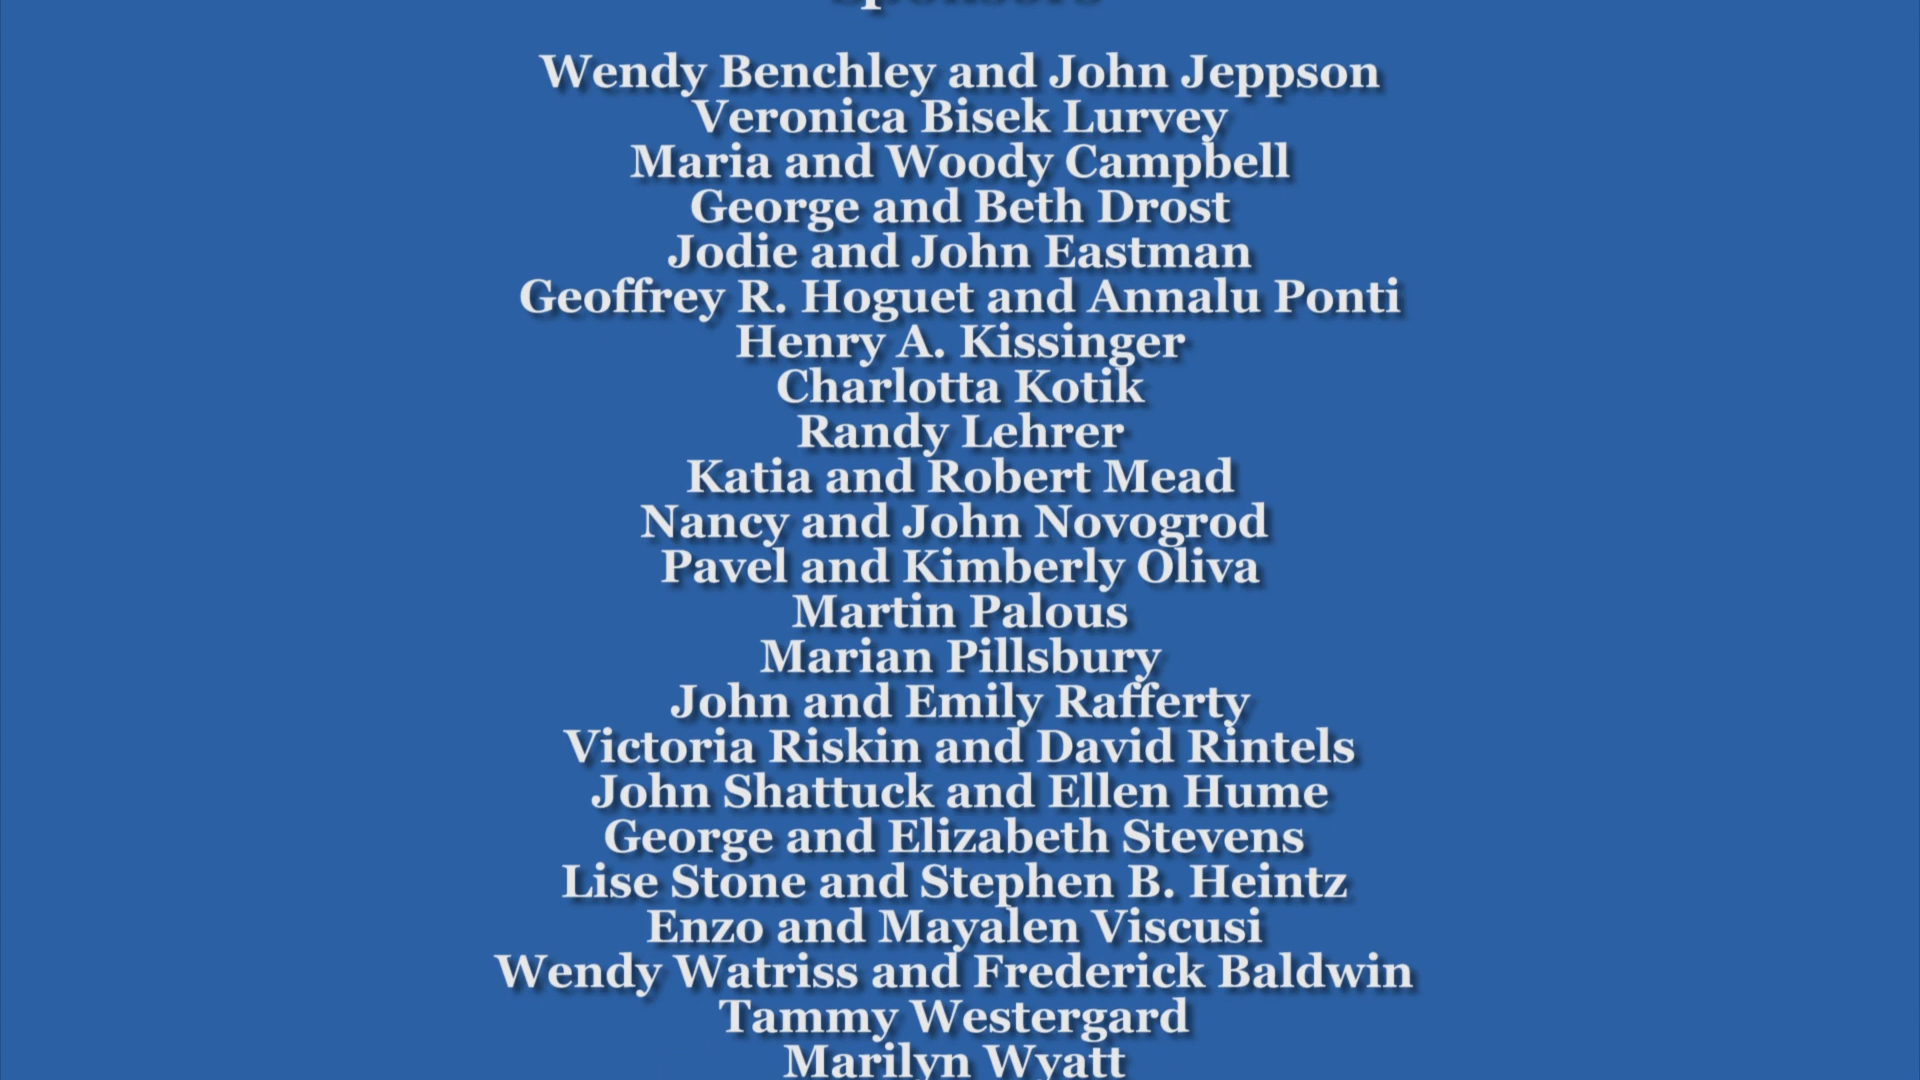 Sponsors
Wendy Benchley and John Jeppson
Veronica Bisek Lurvey
Maria and Woody Campbell
George and Beth Drost
Jodie and John Eastman
Geoffrey R. Hoguet and Annalu Ponti
Henry A. Kissinger
Charlotta Kotik
Randy Lehrer
Katia and Robert Mead
Nancy and John Novogrod
Pavel and Kimberly Oliva
Martin Palous
Marian Pillsbury
John and Emily Rafferty
Victoria Riskin and David Rintels
John Shattuck and Ellen Hume
George and Elizabeth Stevens
Lise Stone and Stephen B. Heintz
Enzo and Mayalen Viscusi
Wendy Watriss and Frederick Baldwin
Tammy Westergard
Marilyn Wyatt